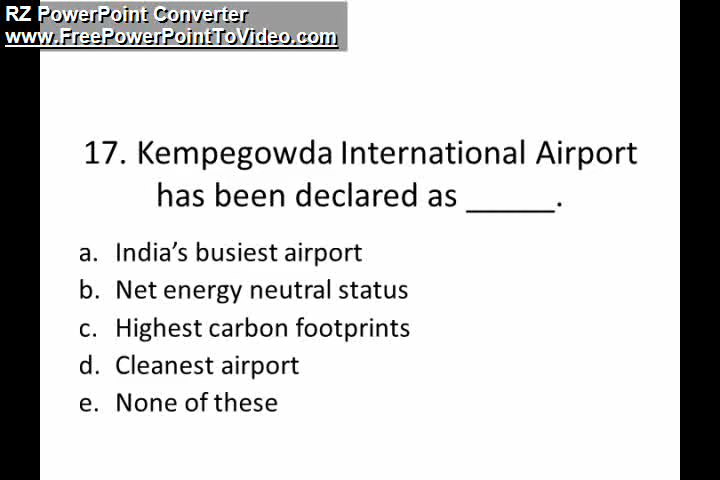 RZ PowerPoint Converter
www.FreePowerPointToVideo.com
17. Kempegowda International Airport
has been declared as _____.
a. India’s busiest airport
b. Net energy neutral status
c. Highest carbon footprints
d. Cleanest airport
e. None of these